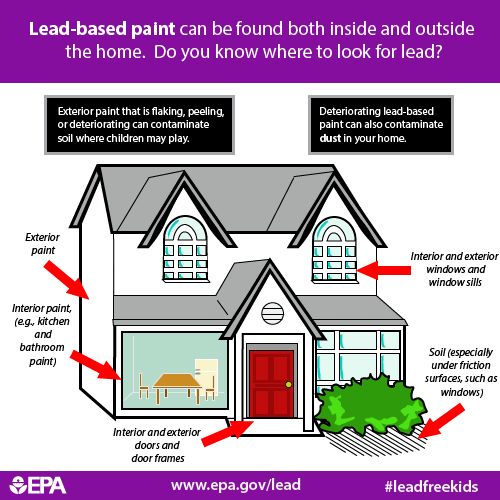 Lead-based paint can be found both inside and outside
the home. Do you know where to look for lead?
Exterior paint that is flaking, peeling,
or deteriorating can contaminate
soil where children may play.
Deteriorating lead-based
paint can also contaminate
dust in your home.
Exterior
paint
Interior and exterior
windows and
window sills
Interior paint,
(e.g., kitchen
and
bathroom
paint)
Soil (especially
under friction
surfaces, such as
windows)
Interior and exterior
doors and
door frames
EPA
www.epa.gov/lead
#leadfreekids